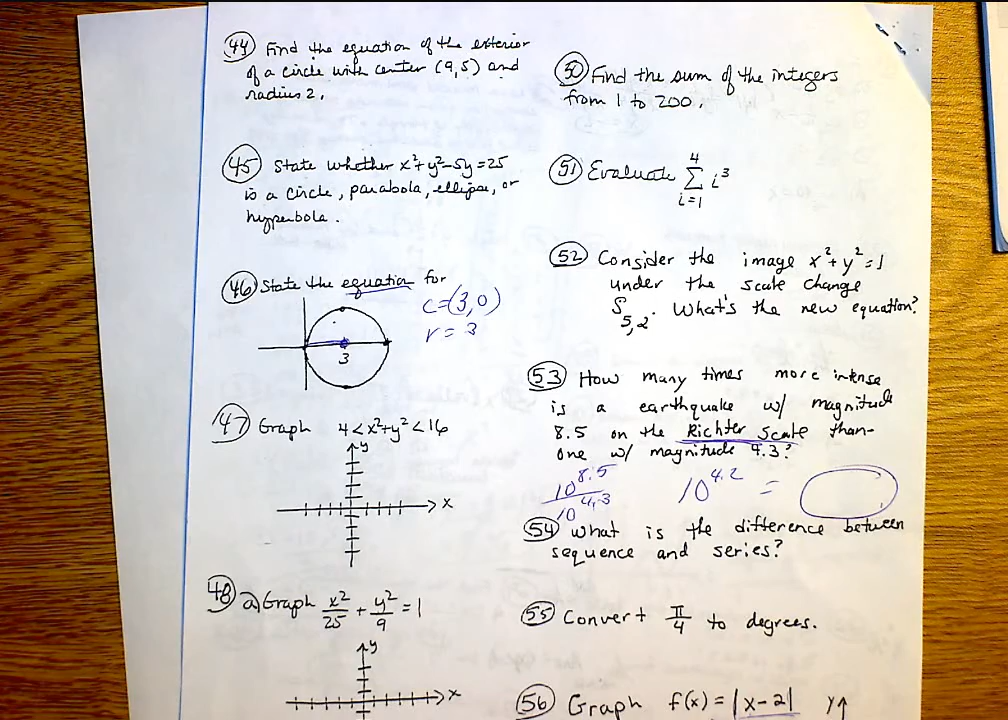 44 Find the equation of the exterior
of a circle with center (9,5) and
radius 2.
45 State whether x²+y²-5y=25
is a circle, parabola, ellipse, or
hyperbola.
46 State the equation for
c=(3,0)
r=3
3
47 Graph 4<x²+y²<16
y
x
48 a) Graph x²/25 + y²/9 = 1
y
x
50 Find the sum of the integers
from 1 to 200.
51 Evaluate 4 Σ i=1 i³
52 Consider the image x²+y²=1
under the scale change
S5,2. What's the new equation?
53 How many times more intense
is a earthquake w/ magnitude
8.5 on the Richter scale than
one w/ magnitude 4.3?
10^8.5/10^4.3 10^4.2 =
54 What is the difference between
sequence and series?
55 Convert π/4 to degrees.
56 Graph f(x) = |x-2| y